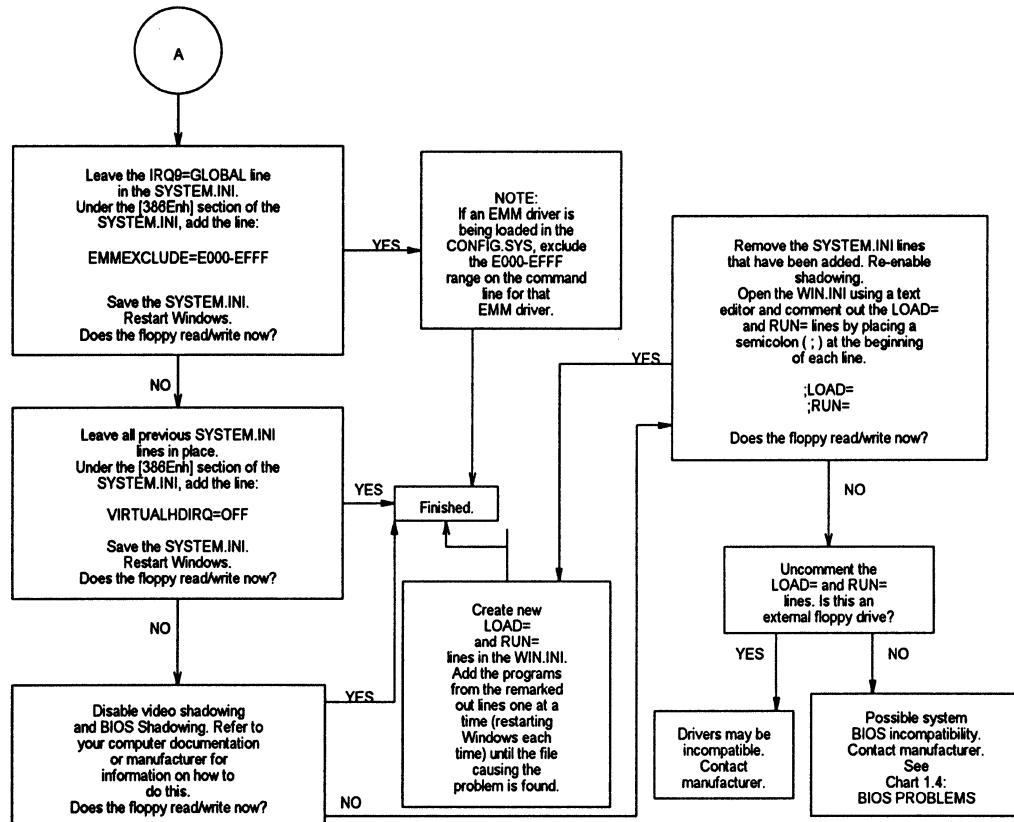 A
Leave the IRQ9=GLOBAL line
in the SYSTEM.INI.
Under the [386Enh] section of the
SYSTEM.INI, add the line:
EMMEXCLUDE=E000-EFFF
Save the SYSTEM.INI.
Restart Windows.
Does the floppy read/write now?
YES
NOTE:
If an EMM driver is
being loaded in the
CONFIG.SYS, exclude
the E000-EFFF
range on the command
line for that
EMM driver.
NO
Leave all previous SYSTEM.INI
lines in place.
Under the [386Enh] section of the
SYSTEM.INI, add the line:
VIRTUALHDIRQ=OFF
Save the SYSTEM.INI.
Restart Windows.
Does the floppy read/write now?
YES
Finished.
NO
Disable video shadowing
and BIOS Shadowing. Refer to
your computer documentation
or manufacturer for
information on how to
do this.
Does the floppy read/write now?
YES
NO
Remove the SYSTEM.INI lines
that have been added. Re-enable
shadowing.
Open the WIN.INI using a text
editor and comment out the LOAD=
and RUN= lines by placing a
semicolon ( ; ) at the beginning
of each line.
;LOAD=
;RUN=
Does the floppy read/write now?
YES
Create new
LOAD=
and RUN=
lines in the WIN.INI.
Add the programs
from the remarked
out lines one at a
time (restarting
Windows each
time) until the file
causing the
problem is found.
NO
Uncomment the
LOAD= and RUN=
lines. Is this an
external floppy drive?
YES
NO
Drivers may be
incompatible.
Contact
manufacturer.
Possible system
BIOS incompatibility.
Contact manufacturer.
See
Chart 1.4:
BIOS PROBLEMS